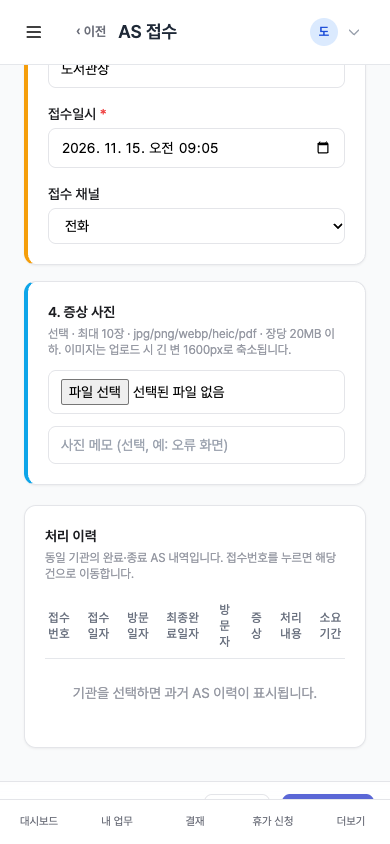 ‹ 이전 AS 접수
도
도서관장
접수일시 *
2026. 11. 15. 오전 09:05
접수 채널
전화
4. 증상 사진
선택 · 최대 10장 · jpg/png/webp/heic/pdf · 장당 20MB 이
하. 이미지는 업로드 시 긴 변 1600px로 축소됩니다.
파일 선택 선택된 파일 없음
사진 메모 (선택, 예: 오류 화면)
처리 이력
동일 기관의 완료·종료 AS 내역입니다. 접수번호를 누르면 해당
건으로 이동합니다.
접수 접수 방문 최종완 방 증 처리 소요
번호 일자 일자 료일자 문 상 내용 기간
자
기관을 선택하면 과거 AS 이력이 표시됩니다.
대시보드 내 업무 결재 휴가 신청 더보기